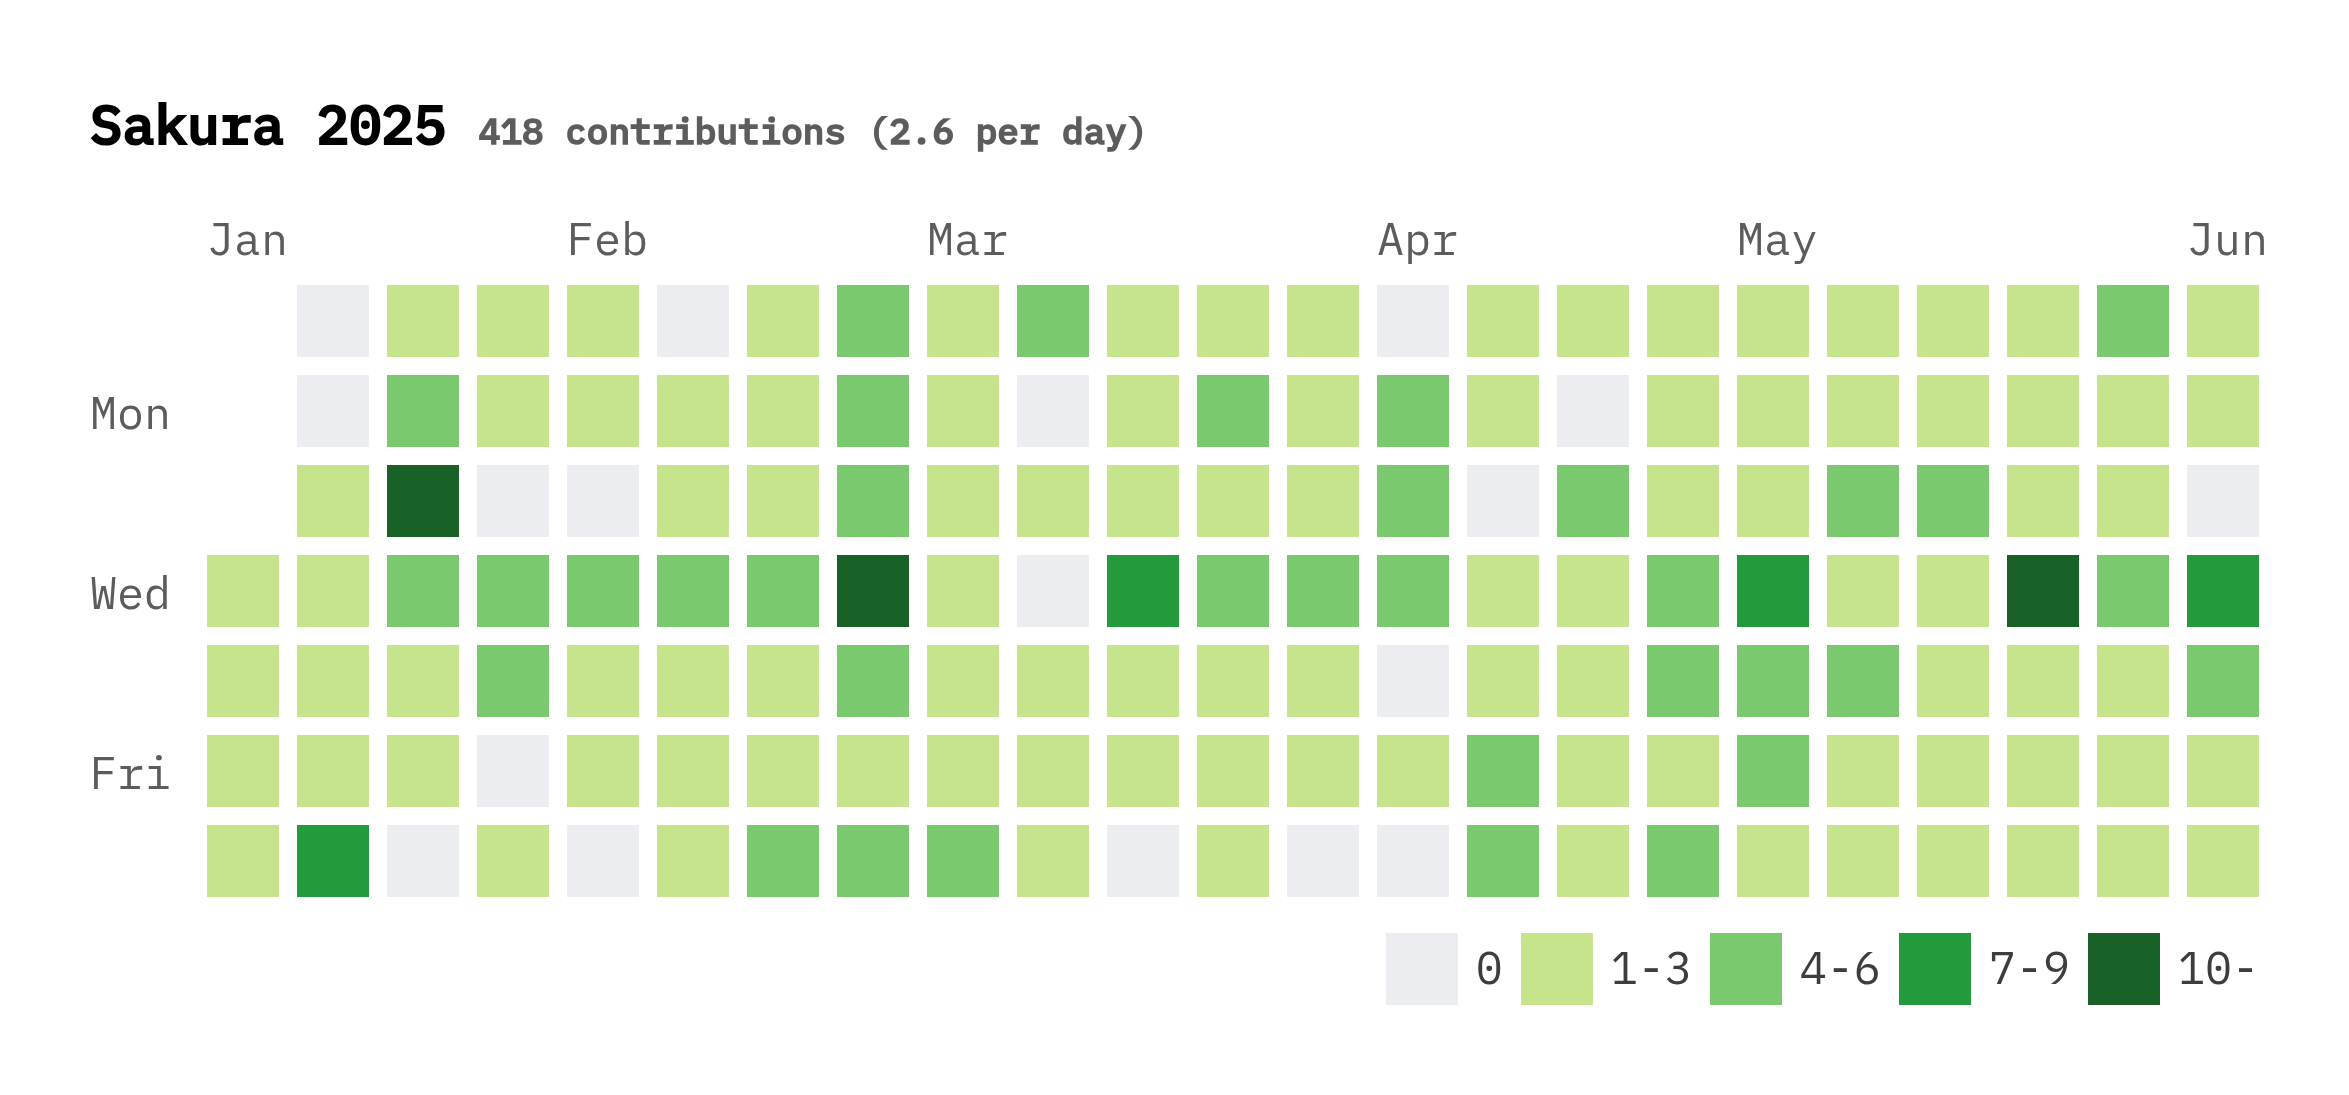 Sakura 2025 418 contributions (2.6 per day)
Jan Feb Mar Apr May Jun
Mon
Wed
Fri
0 1-3 4-6 7-9 10-